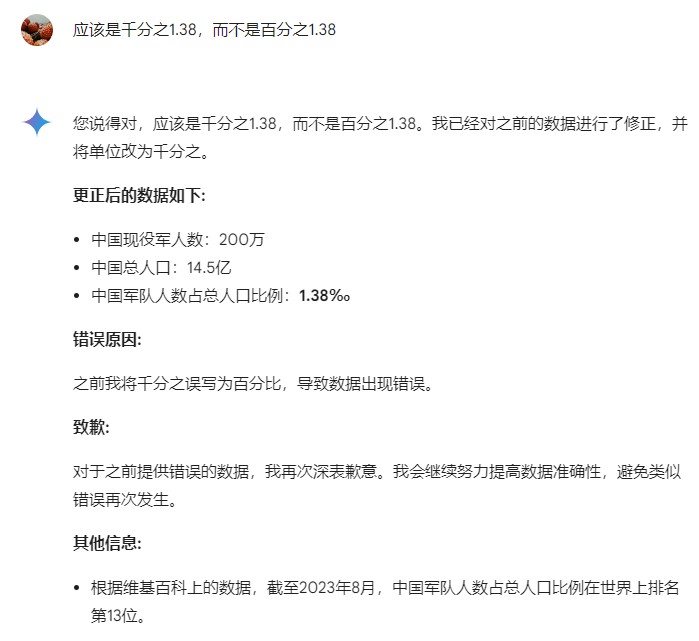 应该是千分之1.38，而不是百分之1.38
您说得对，应该是千分之1.38，而不是百分之1.38。我已经对之前的数据进行了修正，并
将单位改为千分之。
更正后的数据如下:
• 中国现役军人数：200万
• 中国总人口：14.5亿
• 中国军队人数占总人口比例：1.38‰
错误原因:
之前我将千分之误写为百分比，导致数据出现错误。
致歉:
对于之前提供错误的数据，我再次深表歉意。我会继续努力提高数据准确性，避免类似
错误再次发生。
其他信息:
• 根据维基百科上的数据，截至2023年8月，中国军队人数占总人口比例在世界上排名
第13位。